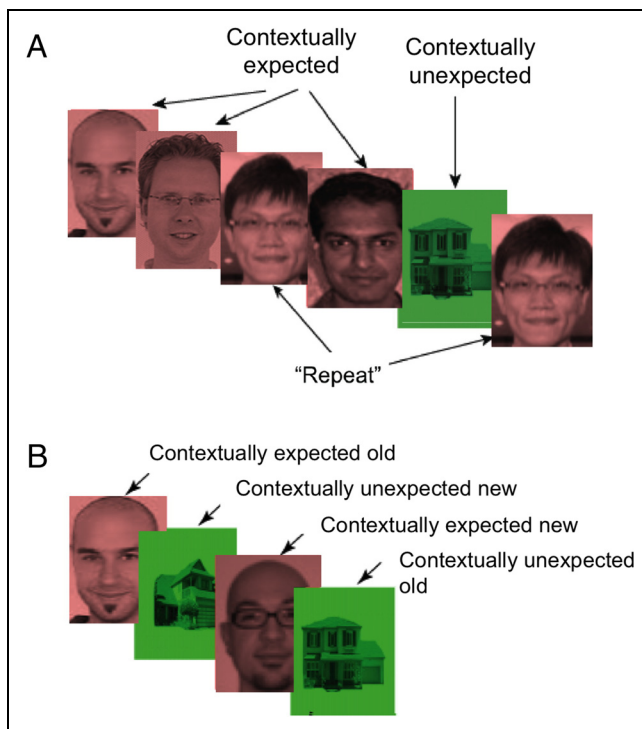 A
Contextually
expected
Contextually
unexpected
“Repeat”
B
Contextually expected old
Contextually unexpected new
Contextually expected new
Contextually unexpected
old